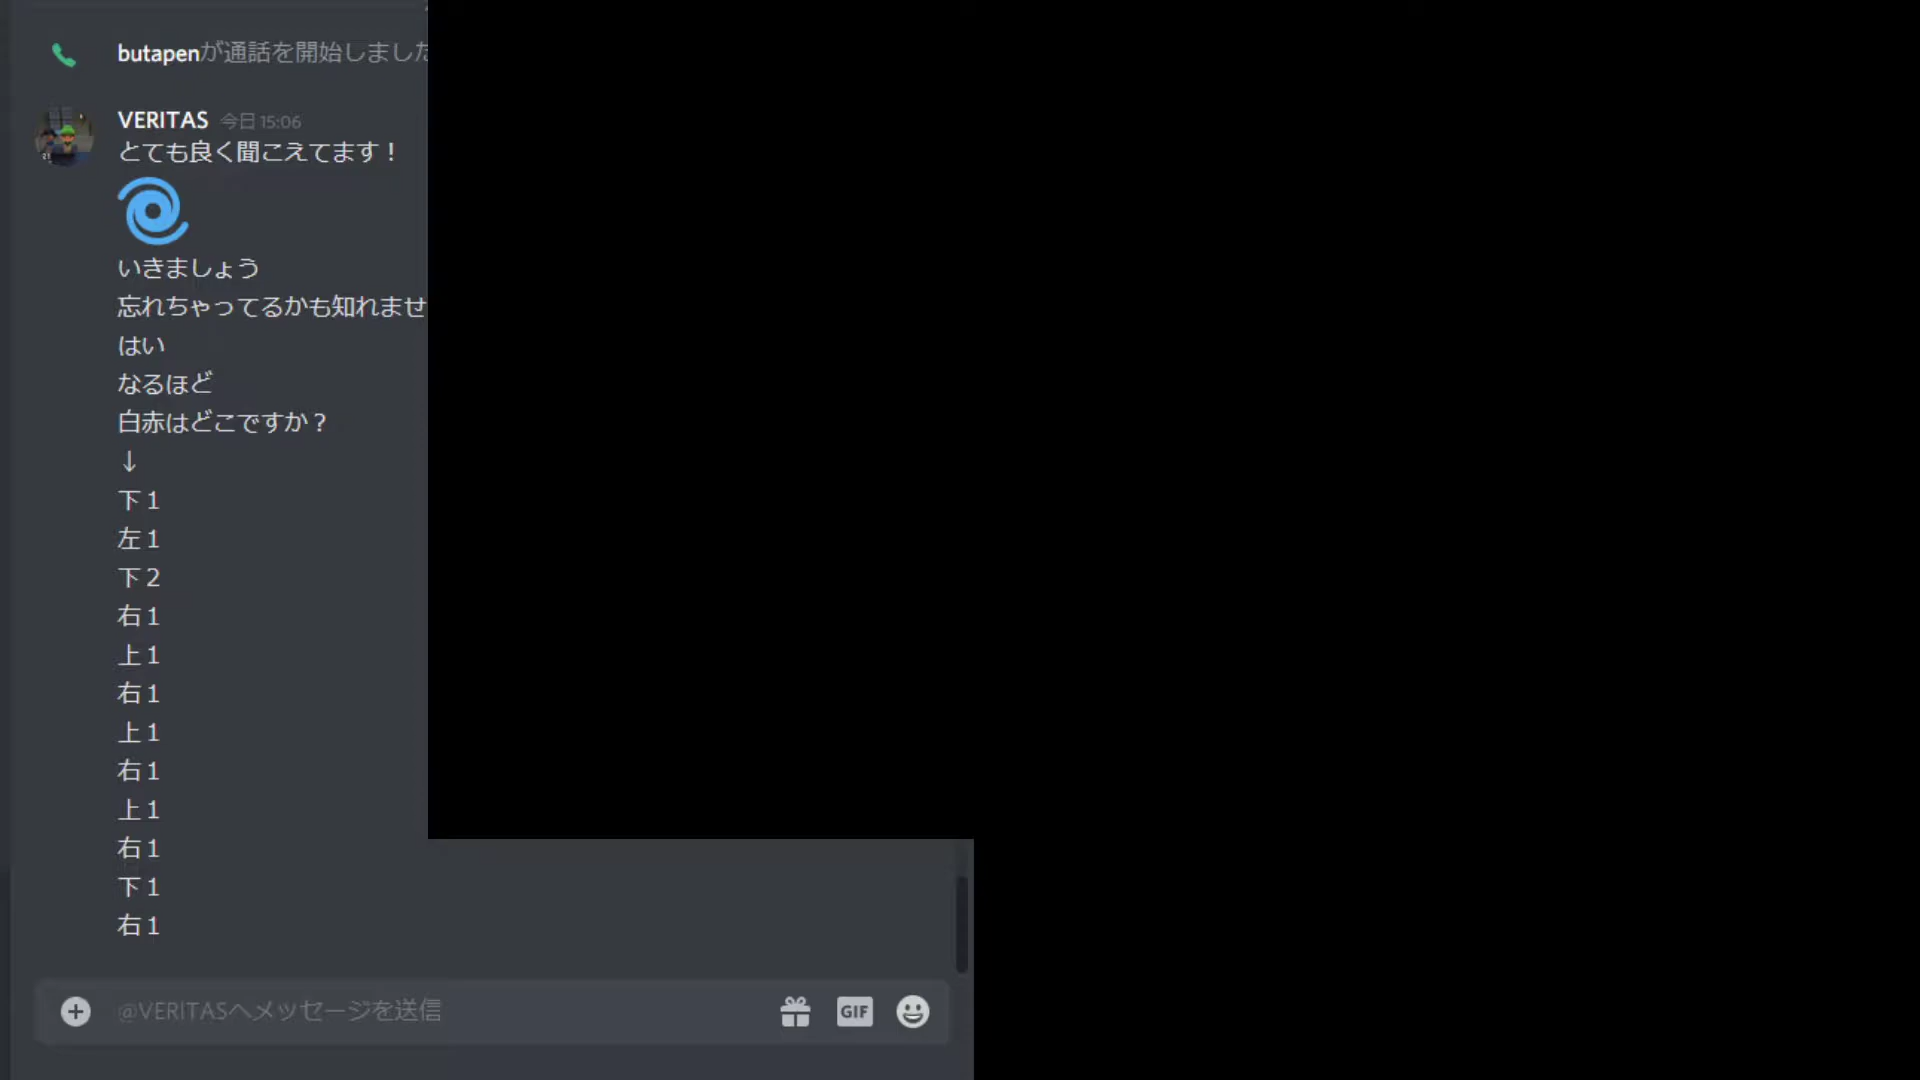 butapenが通話を開始しまし
VERITAS 今日 15:06
とても良く聞こえてます！
いきましょう
忘れちゃってるかも知れませ
はい
なるほど
白赤はどこですか？
↓
下１
左１
下２
右１
上１
右１
上１
右１
上１
右１
下１
右１
@VERITASへメッセージを送信
GIF